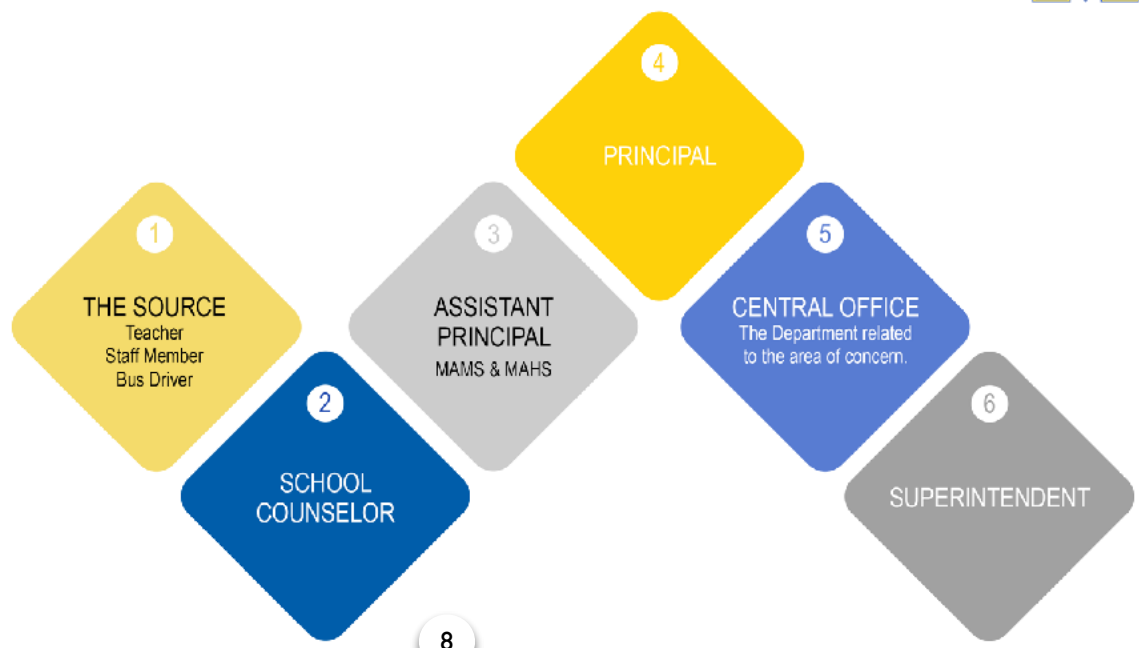 1
THE SOURCE
Teacher
Staff Member
Bus Driver
2
SCHOOL
COUNSELOR
3
ASSISTANT
PRINCIPAL
MAMS & MAHS
4
PRINCIPAL
5
CENTRAL OFFICE
The Department related
to the area of concern.
6
SUPERINTENDENT
8